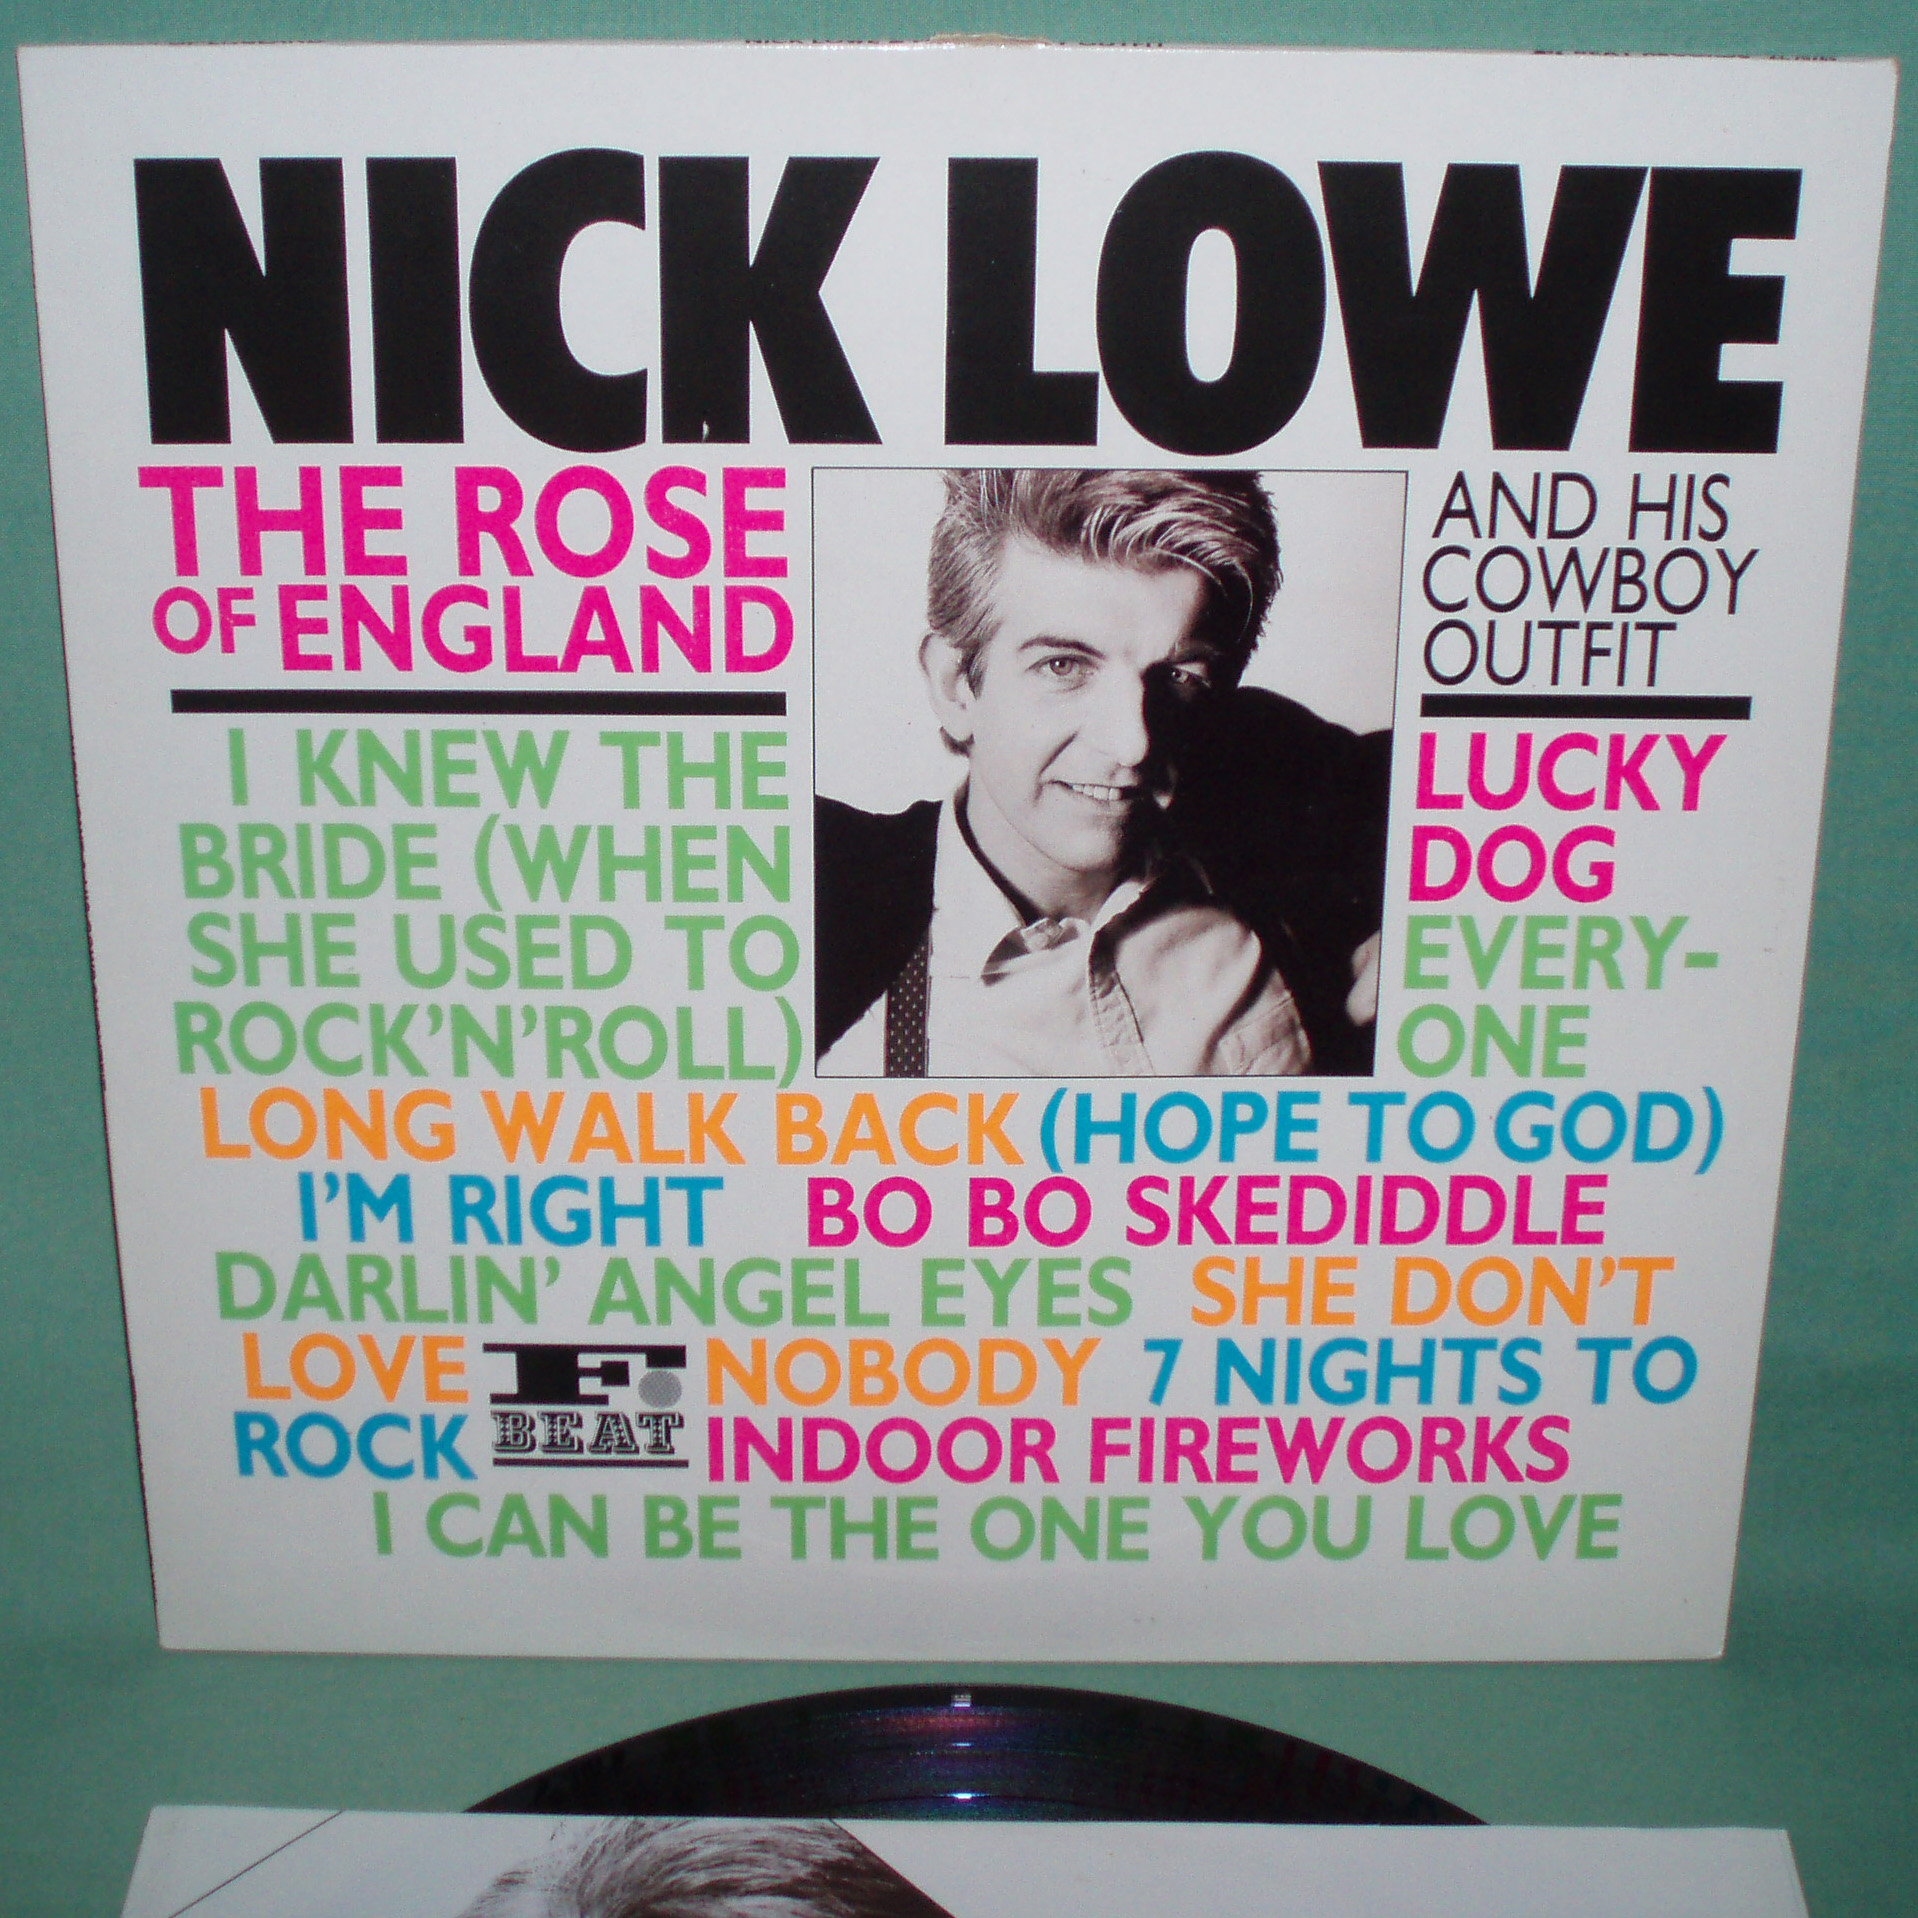 NICK LOWE
THE ROSE
OF ENGLAND
AND HIS
COWBOY
OUTFIT
I KNEW THE
BRIDE (WHEN
SHE USED TO
ROCK'N'ROLL)
LUCKY
DOG
EVERY-
ONE
LONG WALK BACK (HOPE TO GOD)
I'M RIGHT BO BO SKEDIDDLE
DARLIN' ANGEL EYES SHE DON'T
LOVE F. NOBODY 7 NIGHTS TO
ROCK BEAT INDOOR FIREWORKS
I CAN BE THE ONE YOU LOVE